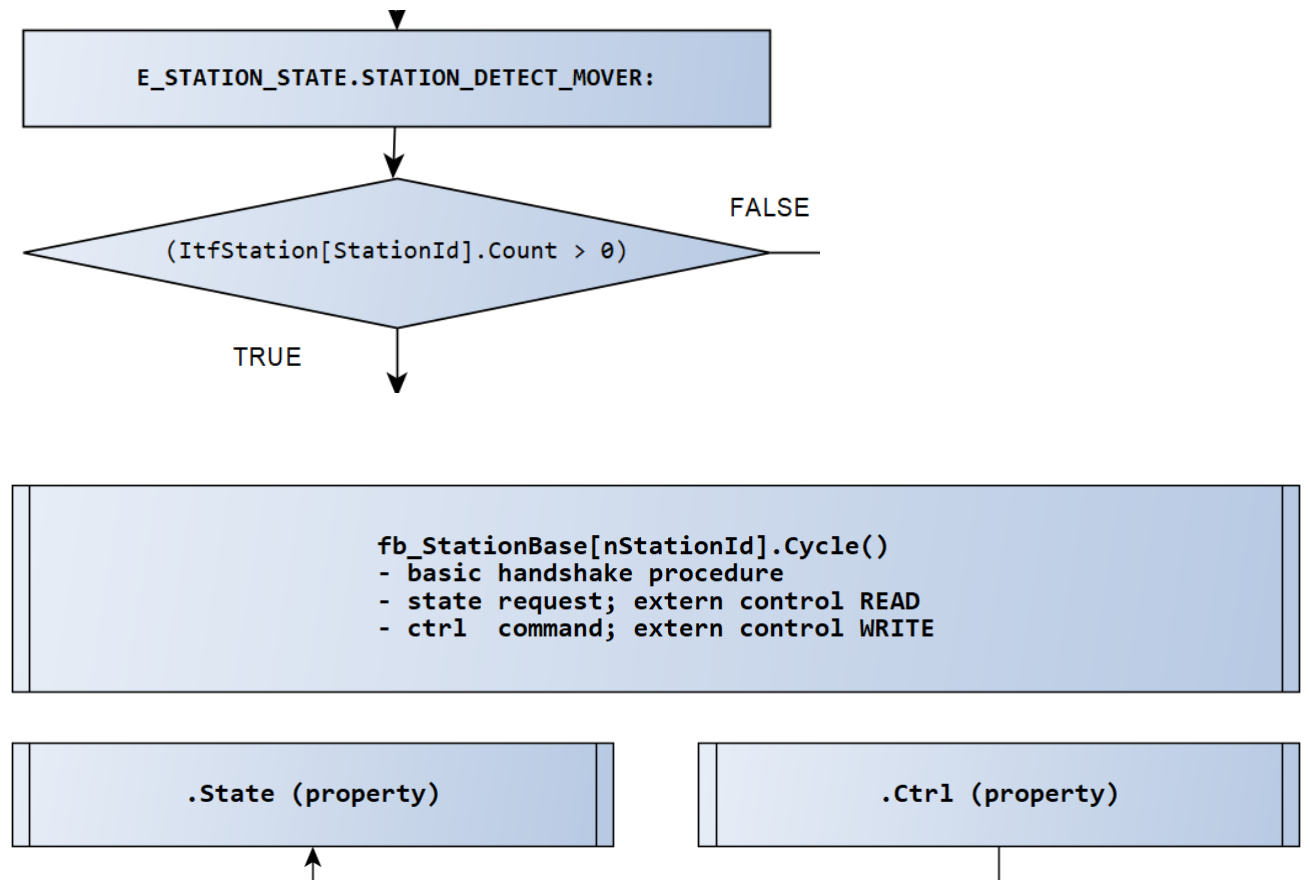 E_STATION_STATE.STATION_DETECT_MOVER:
FALSE
(ItfStation[StationId].Count > 0)
TRUE
fb_StationBase[nStationId].Cycle()
- basic handshake procedure
- state request; extern control READ
- ctrl  command; extern control WRITE
.State (property)
.Ctrl (property)